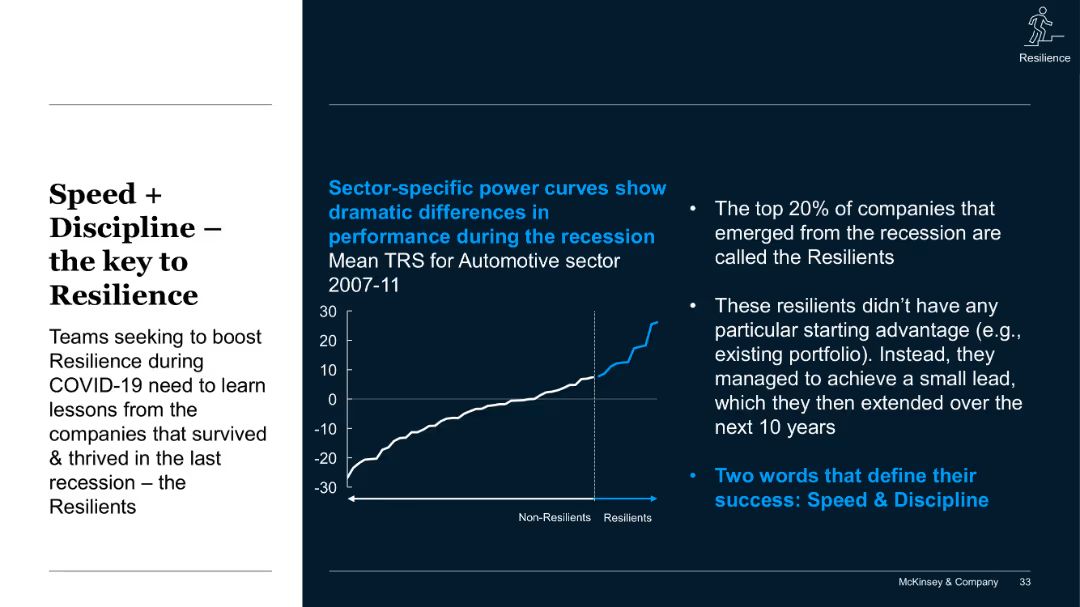 Resilience
Speed +
Discipline –
the key to
Resilience
Teams seeking to boost
Resilience during
COVID-19 need to learn
lessons from the
companies that survived
& thrived in the last
recession – the
Resilients
Sector-specific power curves show
dramatic differences in
performance during the recession
Mean TRS for Automotive sector
2007-11
30
20
10
0
-10
-20
-30
Non-Resilients
Resilients
• The top 20% of companies that
emerged from the recession are
called the Resilients
• These resilients didn’t have any
particular starting advantage (e.g.,
existing portfolio). Instead, they
managed to achieve a small lead,
which they then extended over the
next 10 years
• Two words that define their
success: Speed & Discipline
McKinsey & Company 33